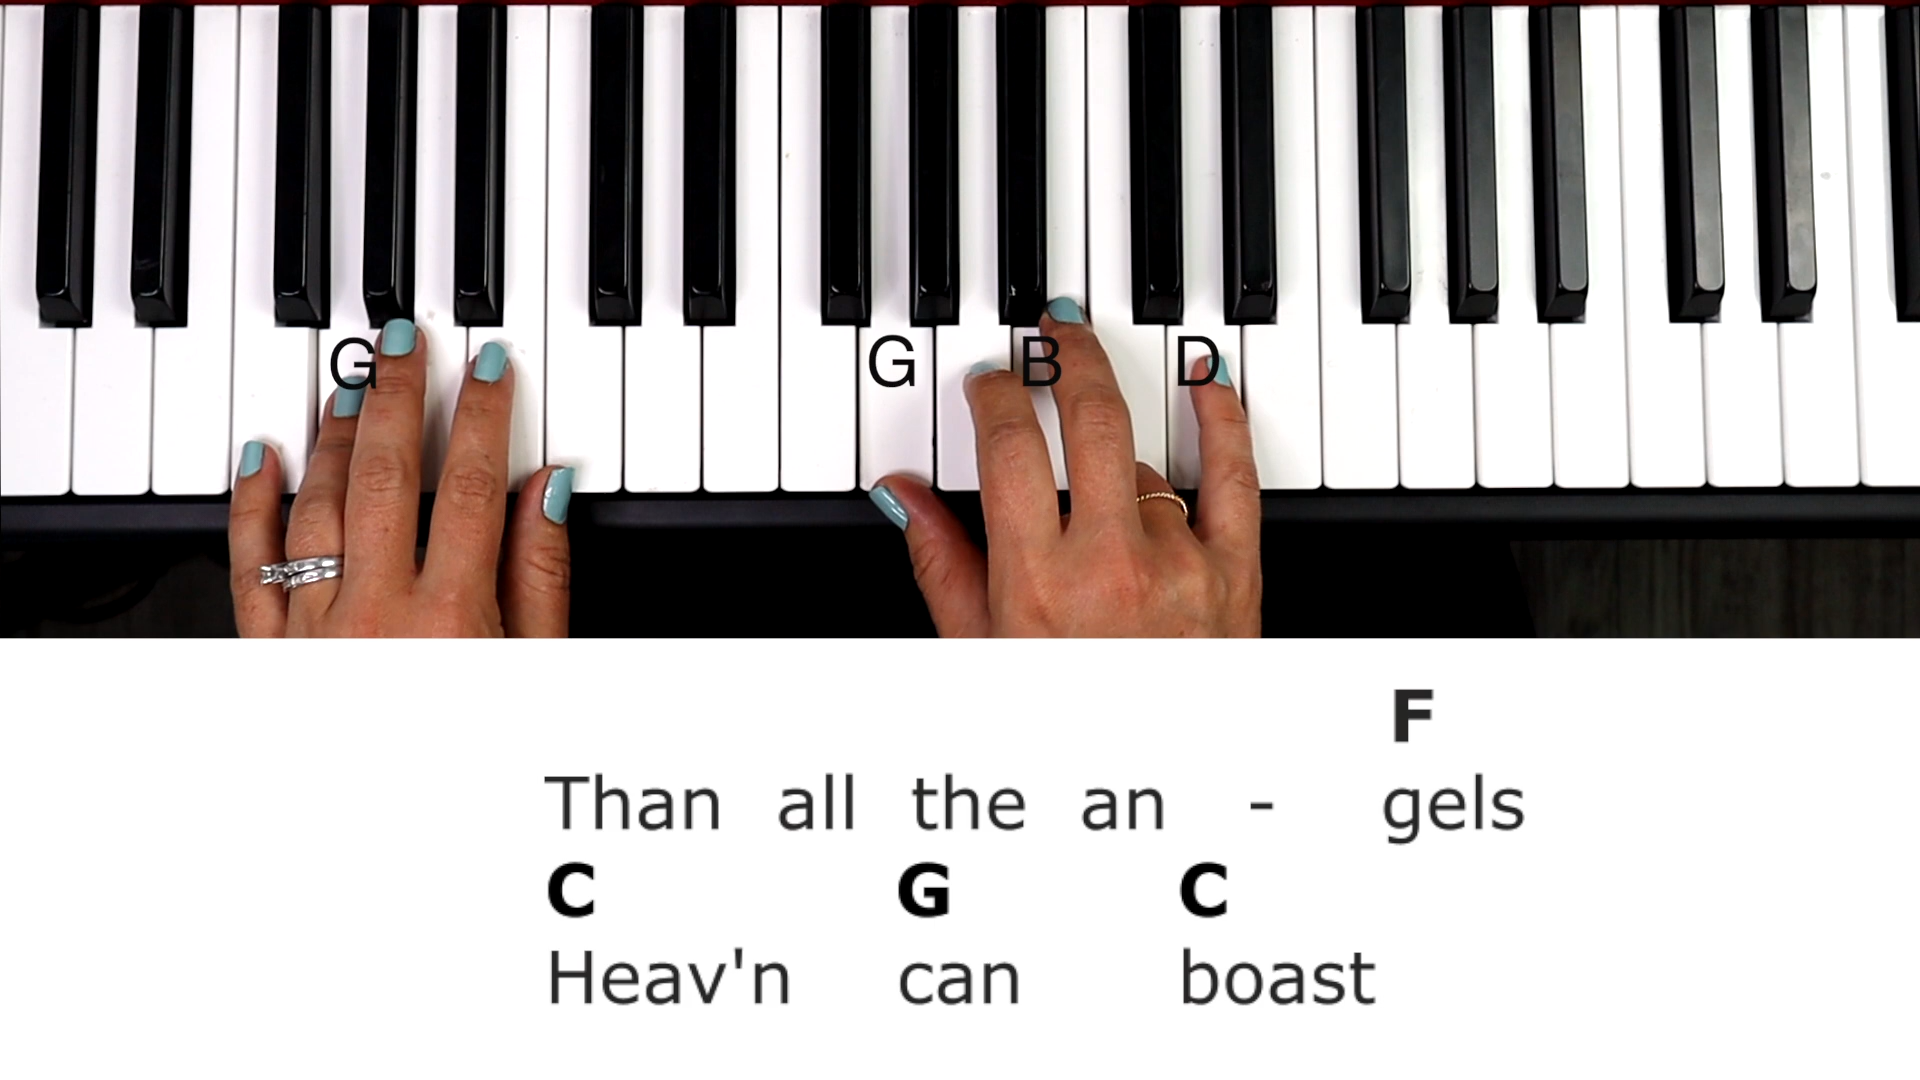 G G B D
F
Than all the an - gels
C G C
Heav'n can boast